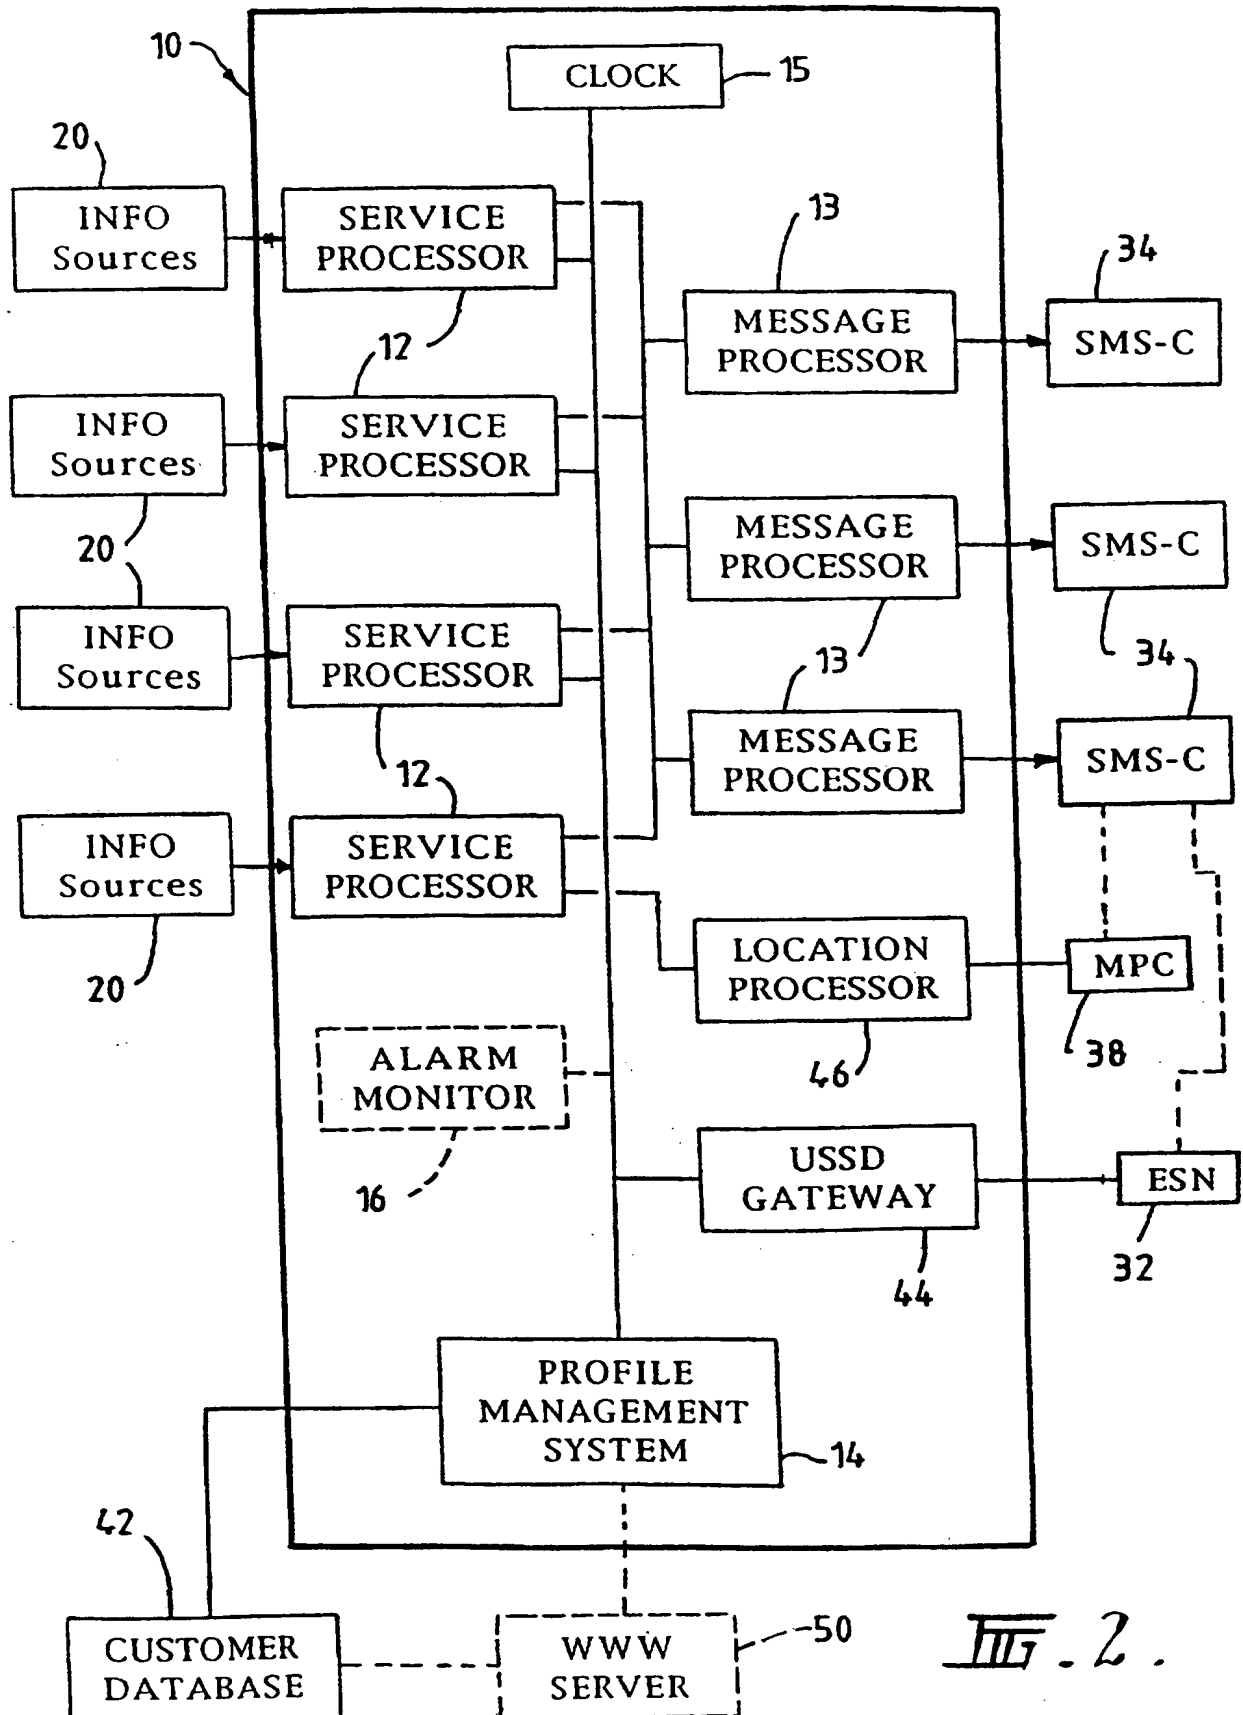 10
CLOCK
15
20
INFO
Sources
SERVICE
PROCESSOR
13
34
12
MESSAGE
PROCESSOR
SMS-C
INFO
Sources
SERVICE
PROCESSOR
20
MESSAGE
PROCESSOR
SMS-C
INFO
Sources
SERVICE
PROCESSOR
13
34
12
MESSAGE
PROCESSOR
SMS-C
INFO
Sources
SERVICE
PROCESSOR
20
LOCATION
PROCESSOR
MPC
38
46
ALARM
MONITOR
16
USSD
GATEWAY
ESN
44
32
PROFILE
MANAGEMENT
SYSTEM
14
42
CUSTOMER
DATABASE
WWW
SERVER
50
FIG. 2.